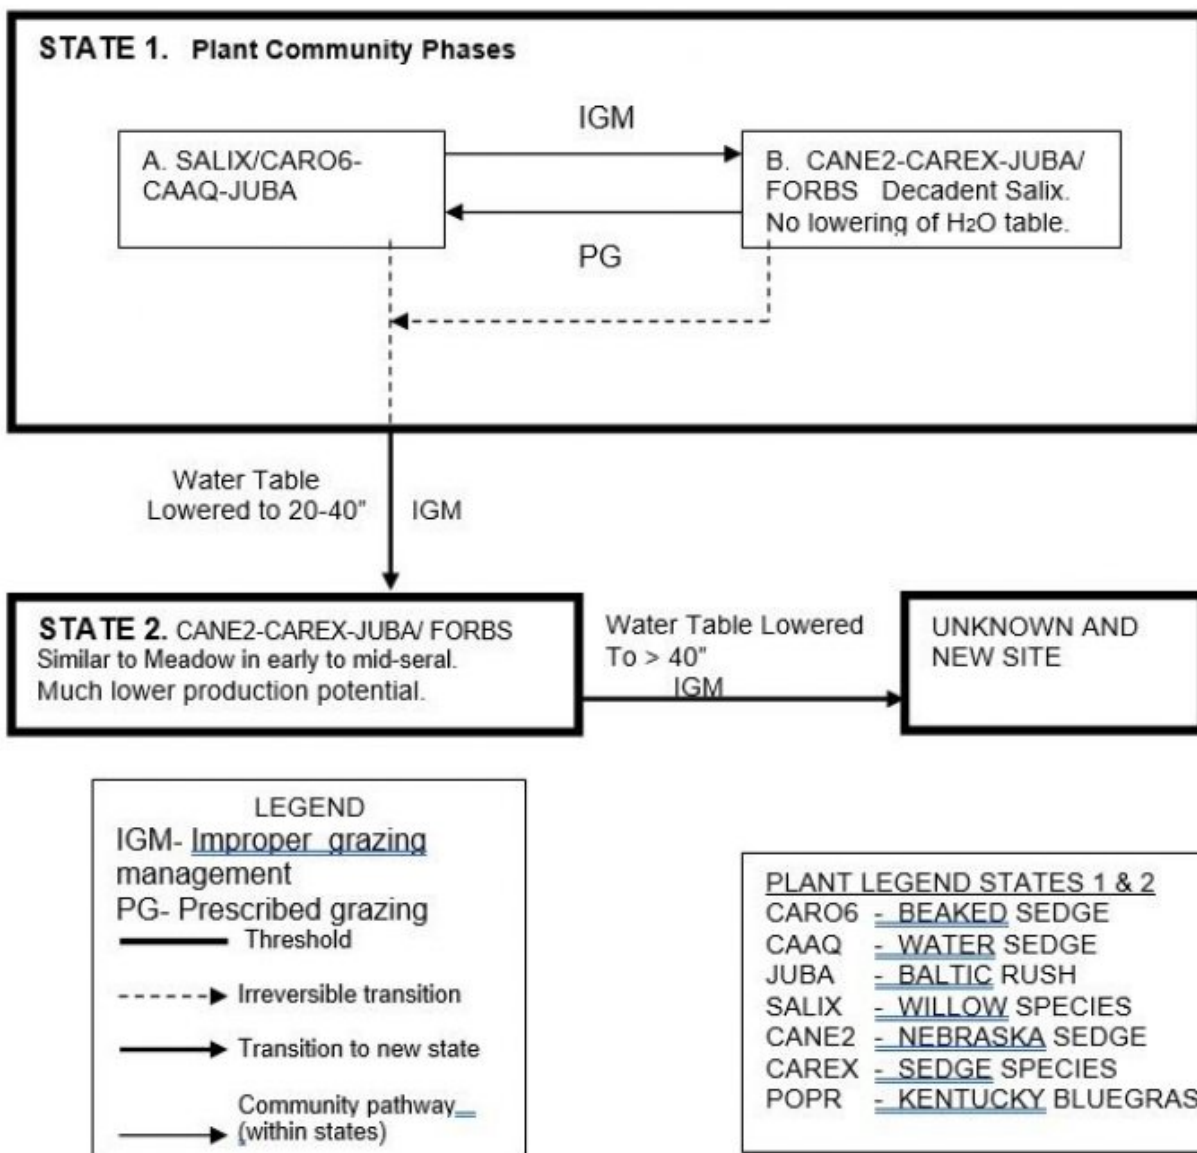 STATE 1. Plant Community Phases
IGM
A. SALIX/CARO6-
CAAQ-JUBA
B. CANE2-CAREX-JUBA/
FORBS Decadent Salix.
No lowering of H2O table.
PG
Water Table
Lowered to 20-40"
IGM
STATE 2. CANE2-CAREX-JUBA/ FORBS
Similar to Meadow in early to mid-seral.
Much lower production potential.
Water Table Lowered
To > 40"
IGM
UNKNOWN AND
NEW SITE
LEGEND
IGM- Improper grazing
management
PG- Prescribed grazing
Threshold
Irreversible transition
Transition to new state
Community pathway
(within states)
PLANT LEGEND STATES 1 & 2
CARO6 - BEAKED SEDGE
CAAQ - WATER SEDGE
JUBA - BALTIC RUSH
SALIX - WILLOW SPECIES
CANE2 - NEBRASKA SEDGE
CAREX - SEDGE SPECIES
POPR - KENTUCKY BLUEGRAS